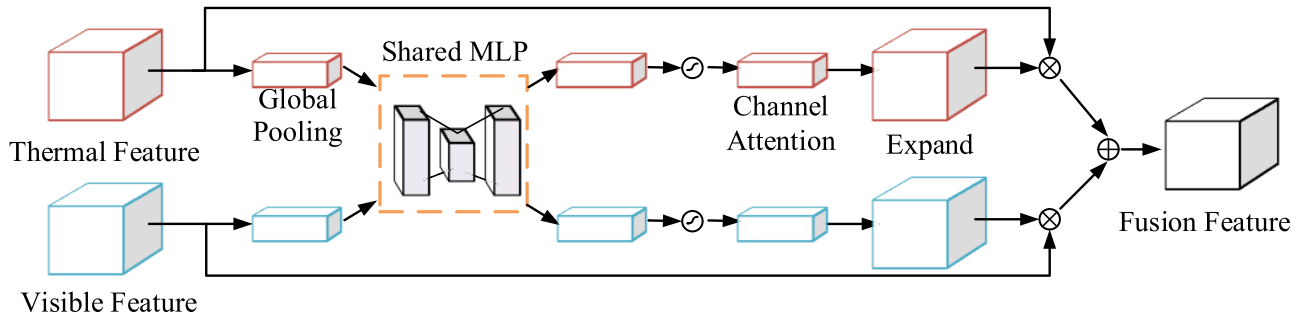 Shared MLP
Global
Pooling
Channel
Attention
Expand
Thermal Feature
Fusion Feature
Visible Feature